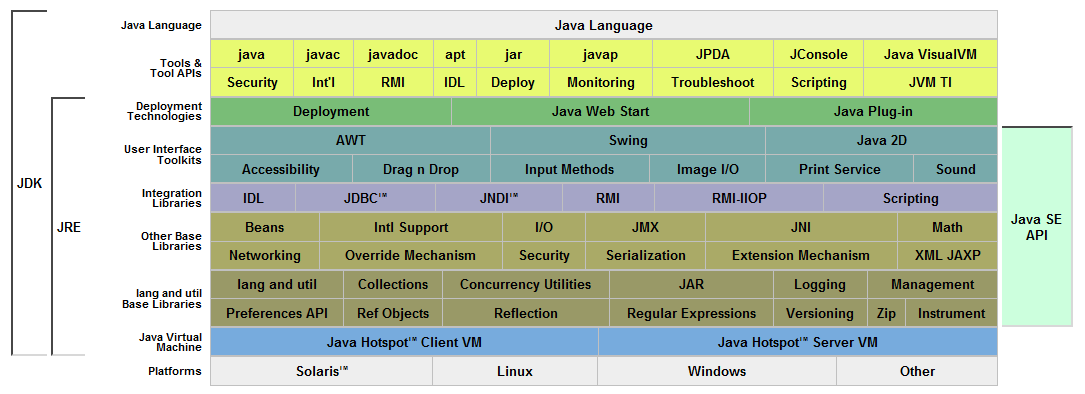 Java Language Java Language
Tools & Tool APIs
java javac javadoc apt jar javap JPDA JConsole Java VisualVM
Security Int'l RMI IDL Deploy Monitoring Troubleshoot Scripting JVM TI
Deployment Technologies
Deployment Java Web Start Java Plug-in
User Interface Toolkits
AWT Swing Java 2D
Accessibility Drag n Drop Input Methods Image I/O Print Service Sound
Integration Libraries
IDL JDBC™ JNDI™ RMI RMI-IIOP Scripting
Other Base Libraries
Beans Intl Support I/O JMX JNI Math
Networking Override Mechanism Security Serialization Extension Mechanism XML JAXP
lang and util Base Libraries
lang and util Collections Concurrency Utilities JAR Logging Management
Preferences API Ref Objects Reflection Regular Expressions Versioning Zip Instrument
Java Virtual Machine
Java Hotspot™ Client VM Java Hotspot™ Server VM
Platforms Solaris™ Linux Windows Other
JDK
JRE
Java SE
API